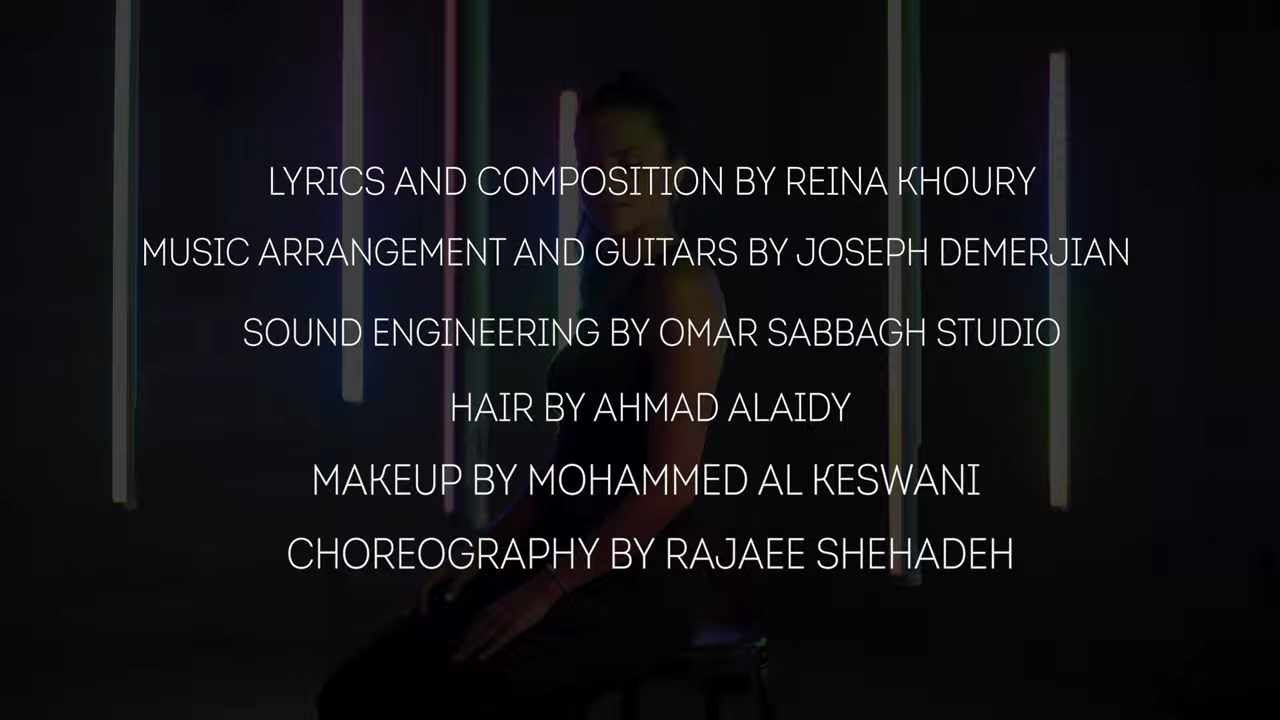 LYRICS AND COMPOSITION BY REINA KHOURY
MUSIC ARRANGEMENT AND GUITARS BY JOSEPH DEMERJIAN
SOUND ENGINEERING BY OMAR SABBAGH STUDIO
HAIR BY AHMAD ALAIDY
MAKEUP BY MOHAMMED AL KESWANI
CHOREOGRAPHY BY RAJAEE SHEHADEH